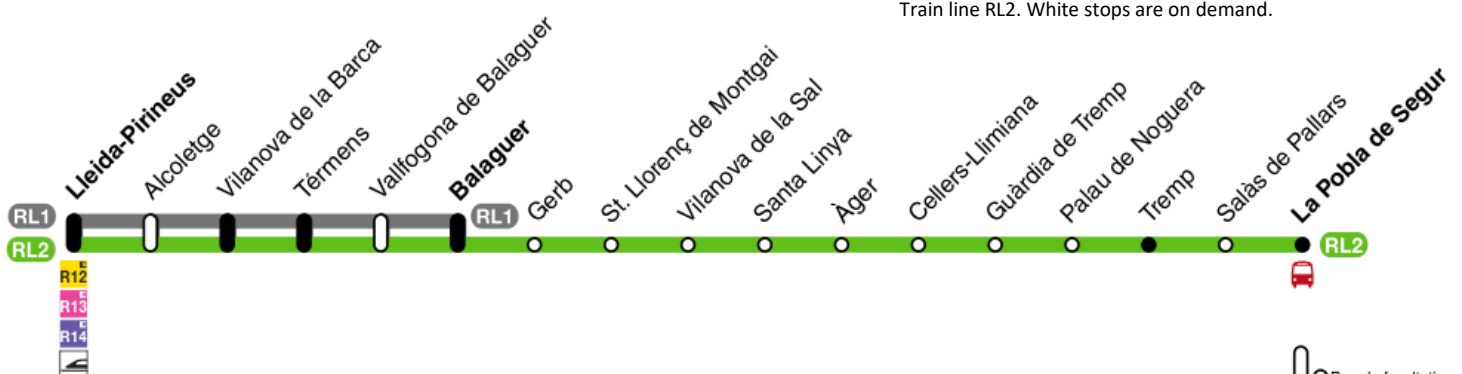 Train line RL2. White stops are on demand.
Lleida-Pirineus
Alcoletge
Vilanova de la Barca
Térmens
Vallfogona de Balaguer
Balaguer
Gerb
St. Llorenç de Montgai
Vilanova de la Sal
Santa Linya
Àger
Cellers-Llimiana
Guàrdia de Tremp
Palau de Noguera
Tremp
Salàs de Pallars
La Pobla de Segur
RL1
RL1
RL2
RL2
R12
R13
R14